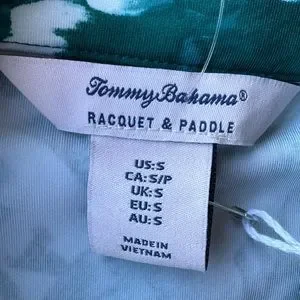 Tommy Bahama®
RACQUET & PADDLE
US:S
CA:S/P
UK:S
EU:S
AU:S
MADE IN
VIETNAM